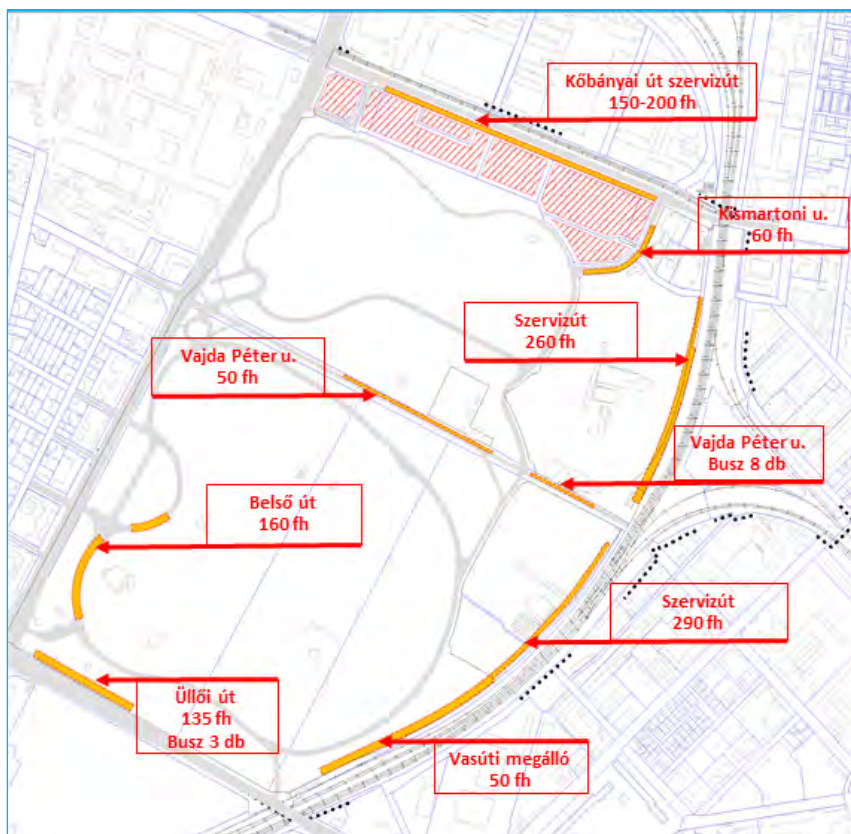 Kőbányai út szervizút
150-200 fh
Kismartoni u.
60 fh
Szervizút
260 fh
Vajda Péter u.
50 fh
Vajda Péter u.
Busz 8 db
Belső út
160 fh
Szervizút
290 fh
Üllői út
135 fh
Busz 3 db
Vasúti megálló
50 fh